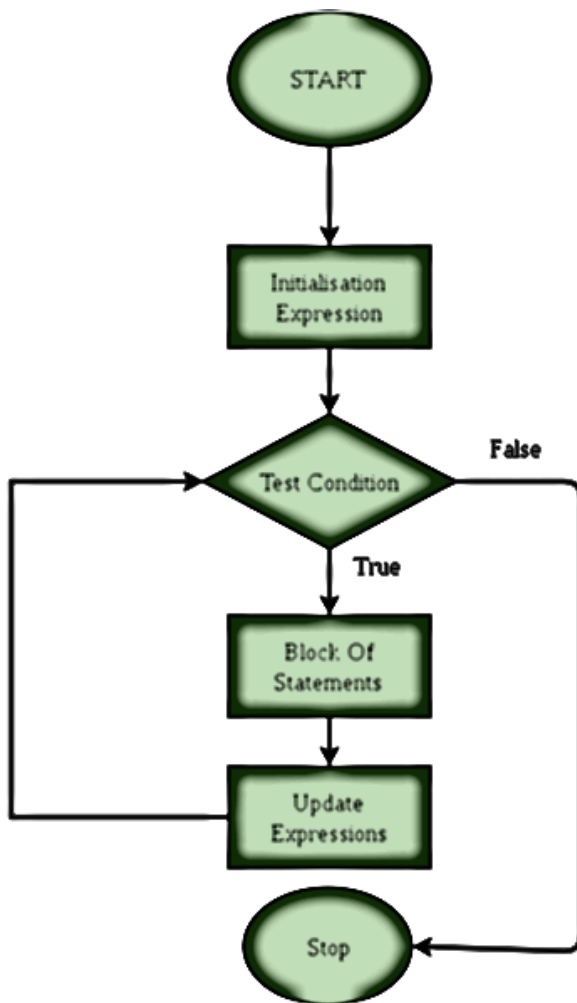 START
Initialisation
Expression
Test Condition
False
True
Block Of
Statements
Update
Expressions
Stop